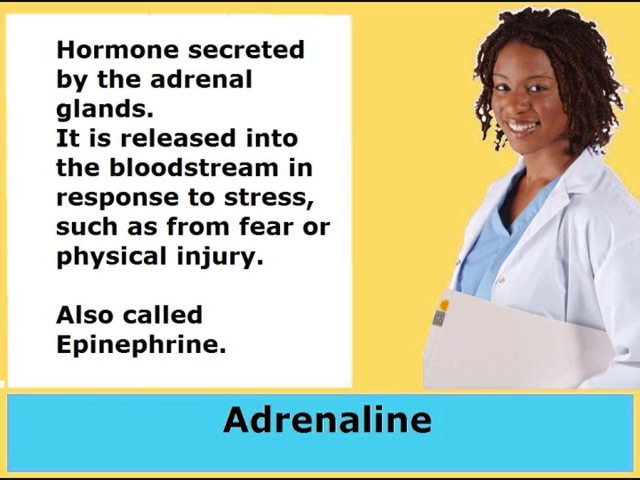 Hormone secreted
by the adrenal
glands.
It is released into
the bloodstream in
response to stress,
such as from fear or
physical injury.
Also called
Epinephrine.
Adrenaline